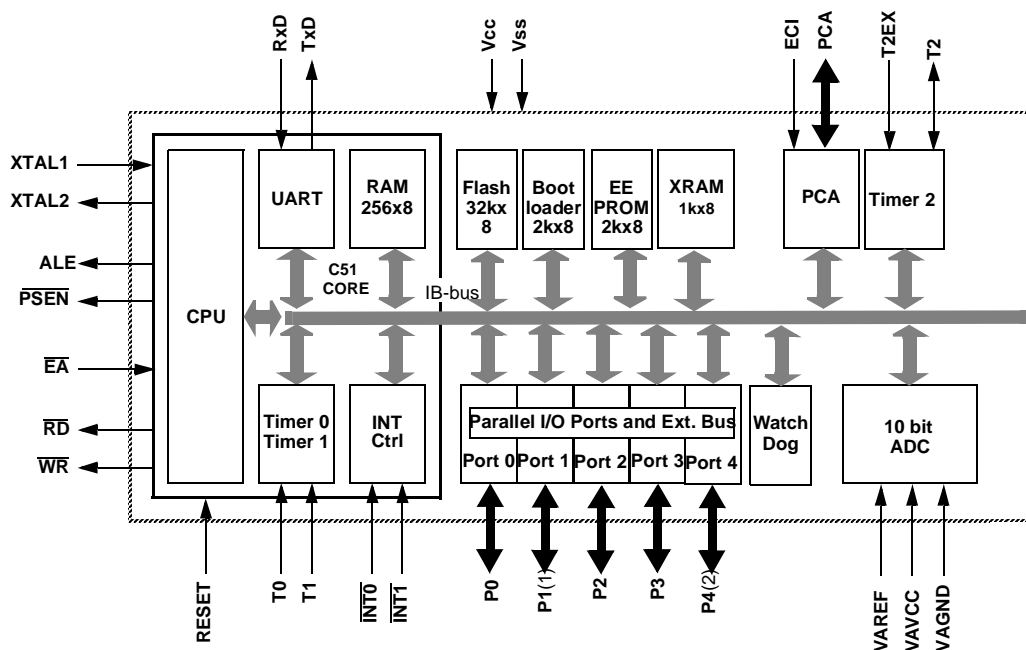 RxD
TxD
Vcc
Vss
ECI
PCA
T2EX
T2
XTAL1
XTAL2
ALE
PSEN
EA
RD
WR
CPU
UART
RAM
256x8
C51
CORE
IB-bus
Flash
32kx
8
Boot
loader
2kx8
EE
PROM
2kx8
XRAM
1kx8
PCA
Timer 2
Timer 0
Timer 1
INT
Ctrl
Parallel I/O Ports and Ext. Bus
Port 0
Port 1
Port 2
Port 3
Port 4
Watch
Dog
10 bit
ADC
RESET
T0
T1
INT0
INT1
P0
P1(1)
P2
P3
P4(2)
VAREF
VAVCC
VAGND